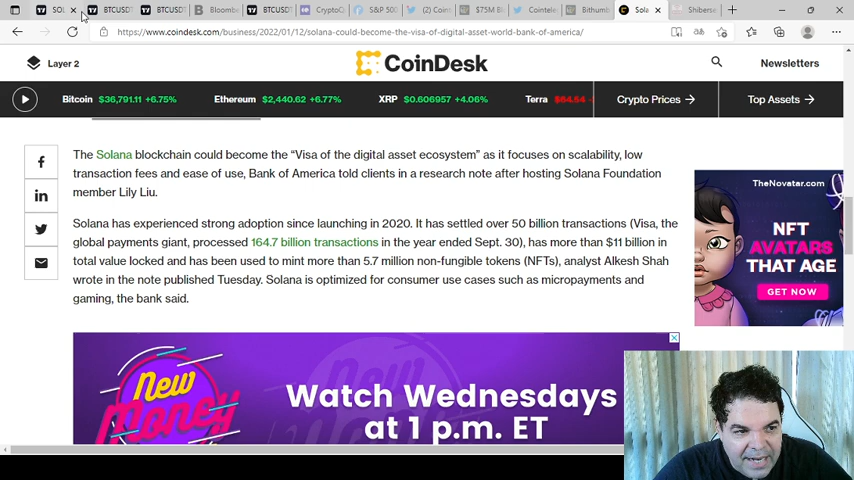 SOL
BTCUSDT
BTCUSDT
Bloomb
BTCUSDT
CryptoQ
S&P 500
(2) Coin
$75M B
Cointele
Bithumb
Sola
Shiberse
https://www.coindesk.com/business/2022/01/12/solana-could-become-the-visa-of-digital-asset-world-bank-of-america/
Layer 2
CoinDesk
Newsletters
Bitcoin $36,791.11 +6.75%
Ethereum $2,440.62 +6.77%
XRP $0.606957 +4.06%
Terra $64.54
Crypto Prices →
Top Assets →
The Solana blockchain could become the “Visa of the digital asset ecosystem” as it focuses on scalability, low
transaction fees and ease of use, Bank of America told clients in a research note after hosting Solana Foundation
member Lily Liu.
Solana has experienced strong adoption since launching in 2020. It has settled over 50 billion transactions (Visa, the
global payments giant, processed 164.7 billion transactions in the year ended Sept. 30), has more than $11 billion in
total value locked and has been used to mint more than 5.7 million non-fungible tokens (NFTs), analyst Alkesh Shah
wrote in the note published Tuesday. Solana is optimized for consumer use cases such as micropayments and
gaming, the bank said.
TheNovatar.com
NFT
AVATARS
THAT AGE
GET NOW
New
Money
Watch Wednesdays
at 1 p.m. ET